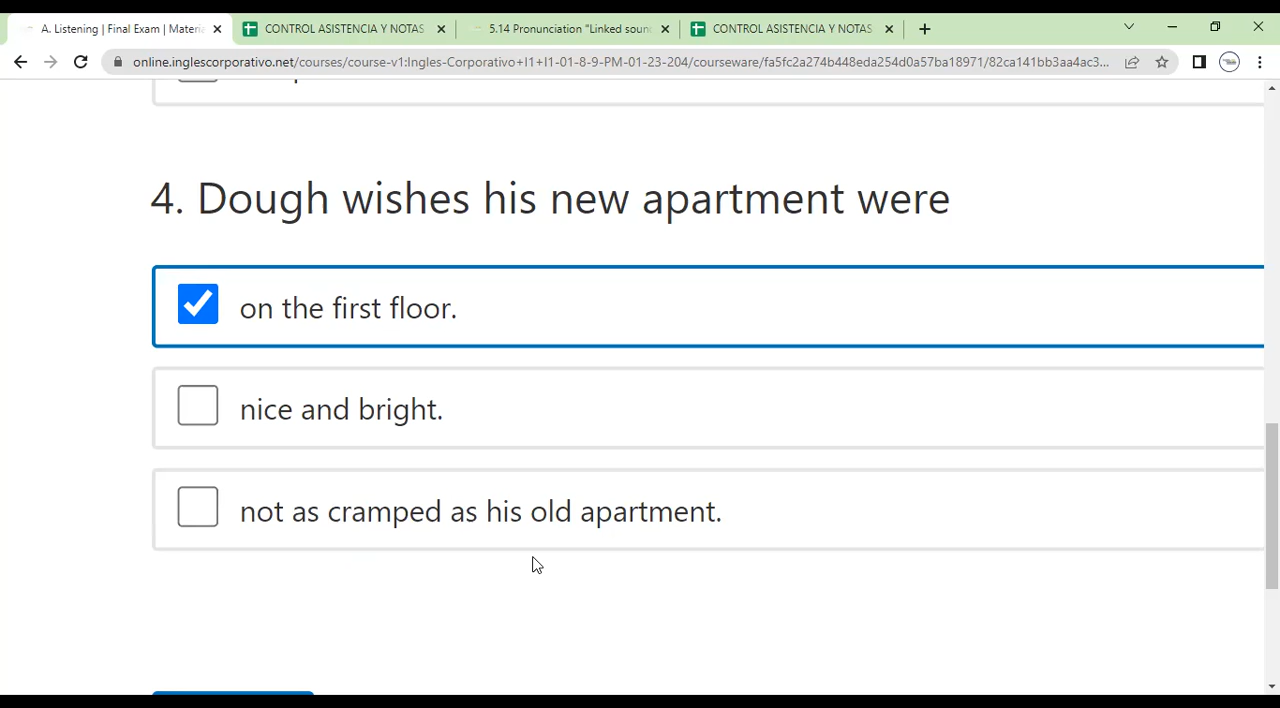 A. Listening | Final Exam | Materia
CONTROL ASISTENCIA Y NOTAS
5.14 Pronunciation "Linked soun
CONTROL ASISTENCIA Y NOTAS
online.inglescorporativo.net/courses/course-v1:Ingles-Corporativo+I1+I1-01-8-9-PM-01-23-204/courseware/fa5fc2a274b448eda254d0a57ba18971/82ca141bb3aa4ac3...
4. Dough wishes his new apartment were
on the first floor.
nice and bright.
not as cramped as his old apartment.